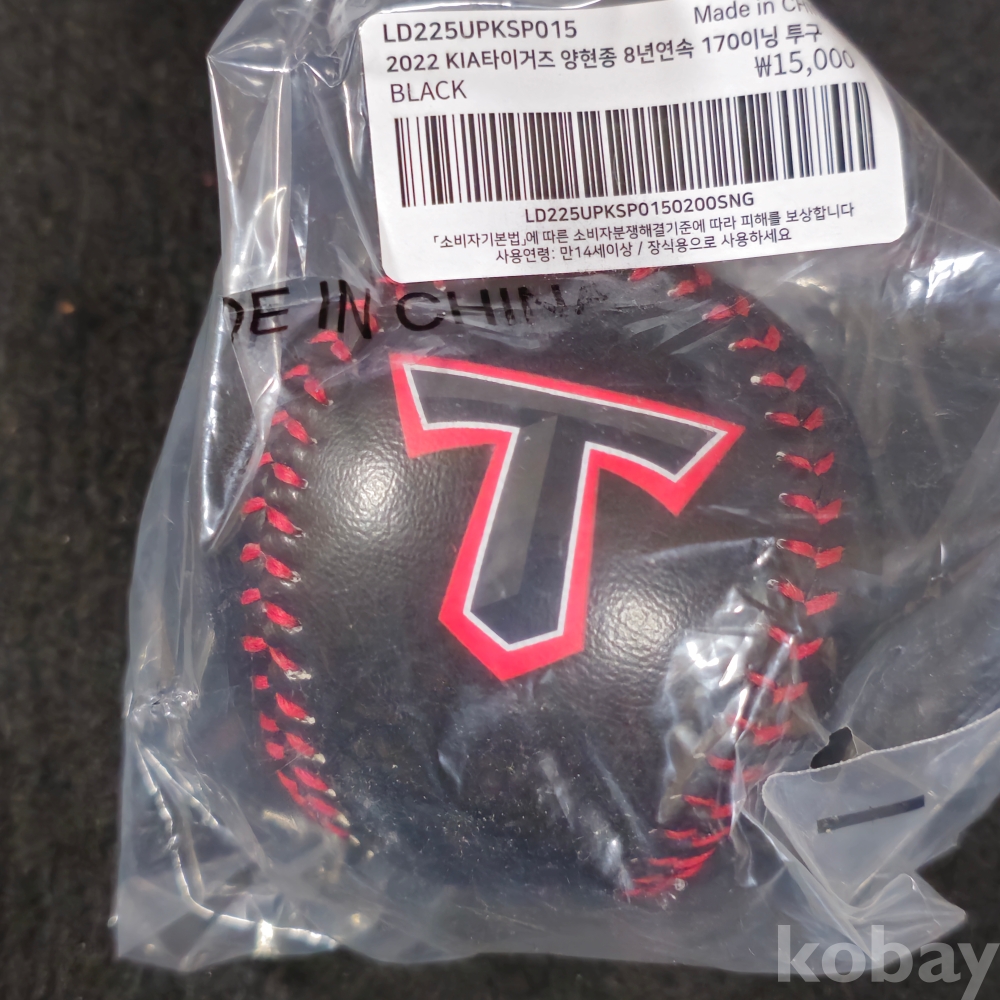 LD225UPKSP015
Made in CH
2022 KIA타이거즈 양현종 8년연속 170이닝 투구
₩15,000
BLACK
LD225UPKSP0150200SNG
「소비자기본법」에 따른 소비자분쟁해결기준에 따라 피해를 보상합니다
사용연령: 만14세이상 / 장식용으로 사용하세요
DE IN CHINA
T
kobay